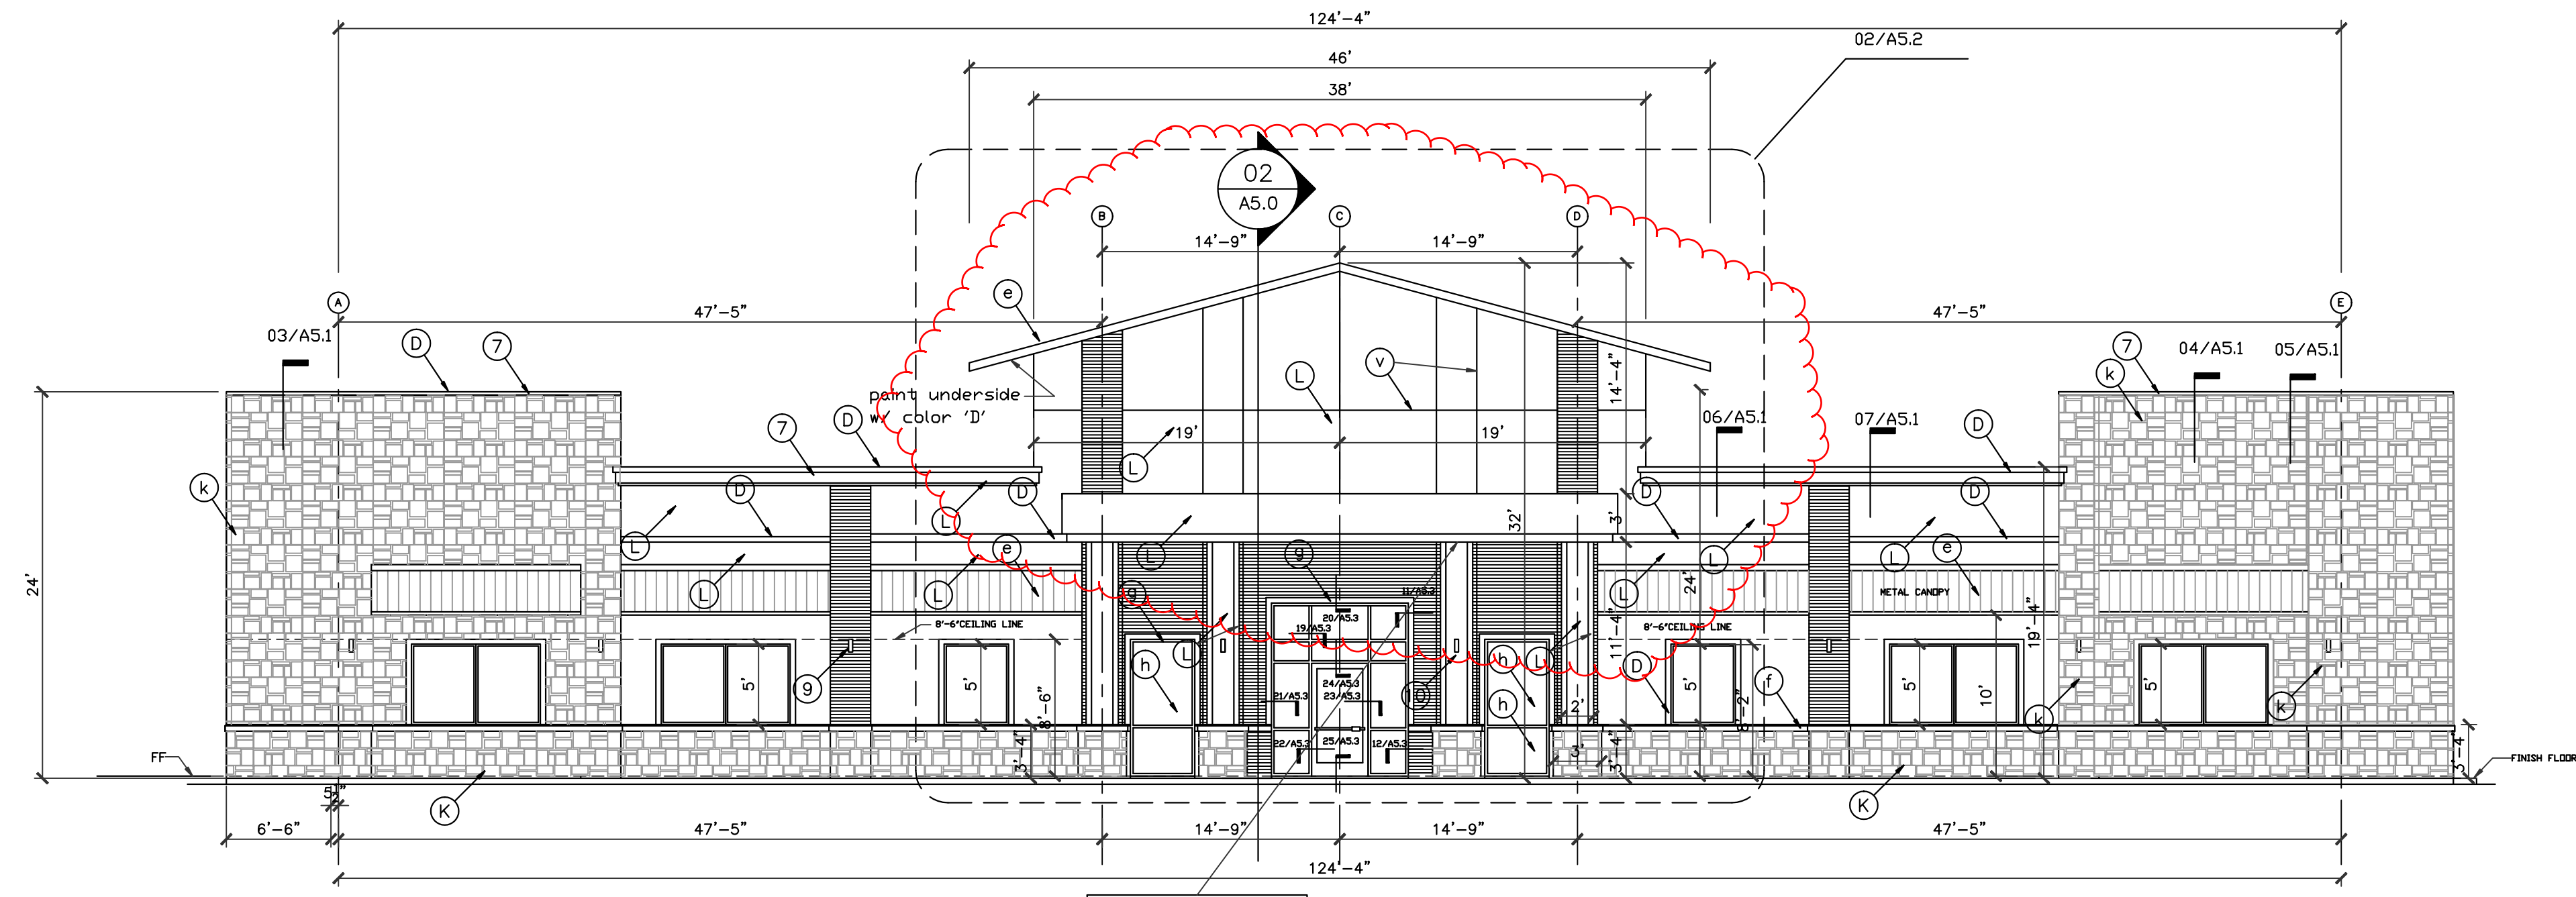 124'-4"
02/A5.2
46'
38'
02
A5.0
B
C
D
14'-9"
14'-9"
e
A
E
47'-5"
47'-5"
03/A5.1
D
7
7
04/A5.1
05/A5.1
k
L
v
14'-4"
paint underside
w/ color 'D'
7
D
06/A5.1
07/A5.1
D
19'
19'
L
k
D
L
D
D
D
32'
3'
L
L
e
L
g
L
L
e
24'
24'
L
L
g
L
11/A5.3
METAL CANOPY
20/A5.3
19/A5.3
8'-6"CEILING LINE
8'-6"CEILING LINE
11'-4"
19'-4"
L
h
h
L
D
9
5'
5'
24/A5.3
23/A5.3
21/A5.3
10
h
2'
5'
f
5'
10'
5'
k
k
8'-6"
8'-2"
22/A5.3
25/A5.3
12/A5.3
3'
3'-4"
3'-4"
3'-4
FF
FINISH FLOOR
K
K
6'-6"
47'-5"
14'-9"
14'-9"
47'-5"
124'-4"